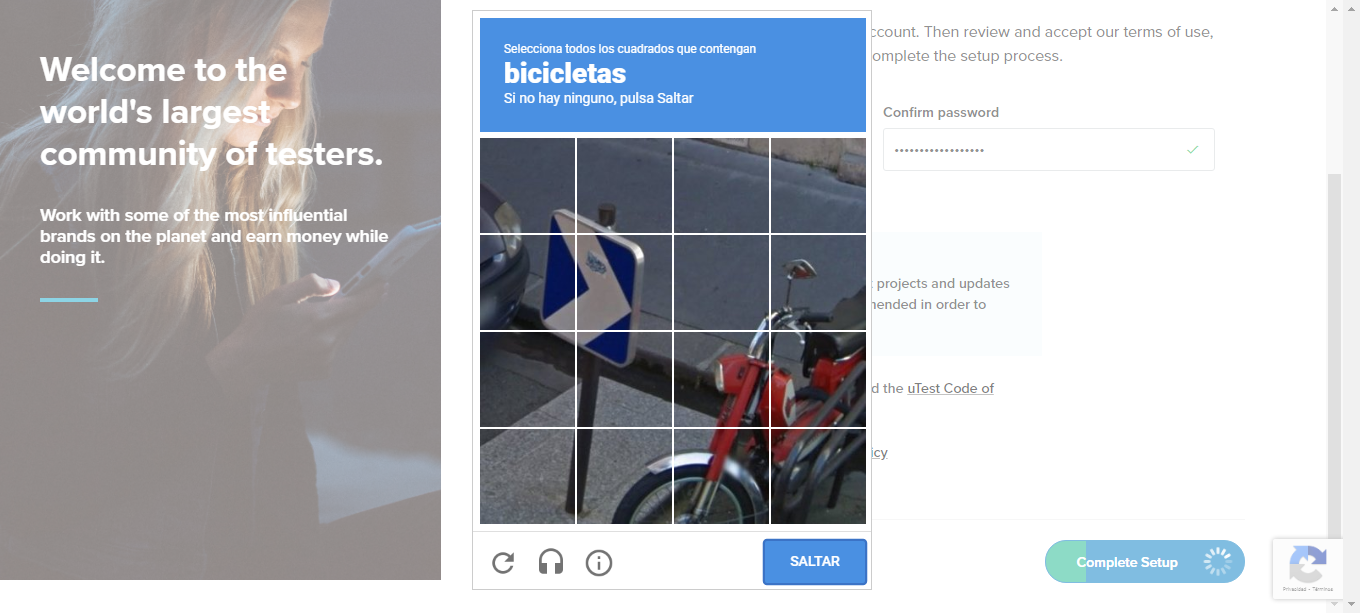 Welcome to the
world's largest
community of testers.
Work with some of the most influential
brands on the planet and earn money while
doing it.
Selecciona todos los cuadrados que contengan
bicicletas
Si no hay ninguno, pulsa Saltar
SALTAR
ccount. Then review and accept our terms of use,
omplete the setup process.
Confirm password
••••••••••••••••••
projects and updates
nended in order to
d the uTest Code of
icy
Complete Setup
Privacidad - Términos